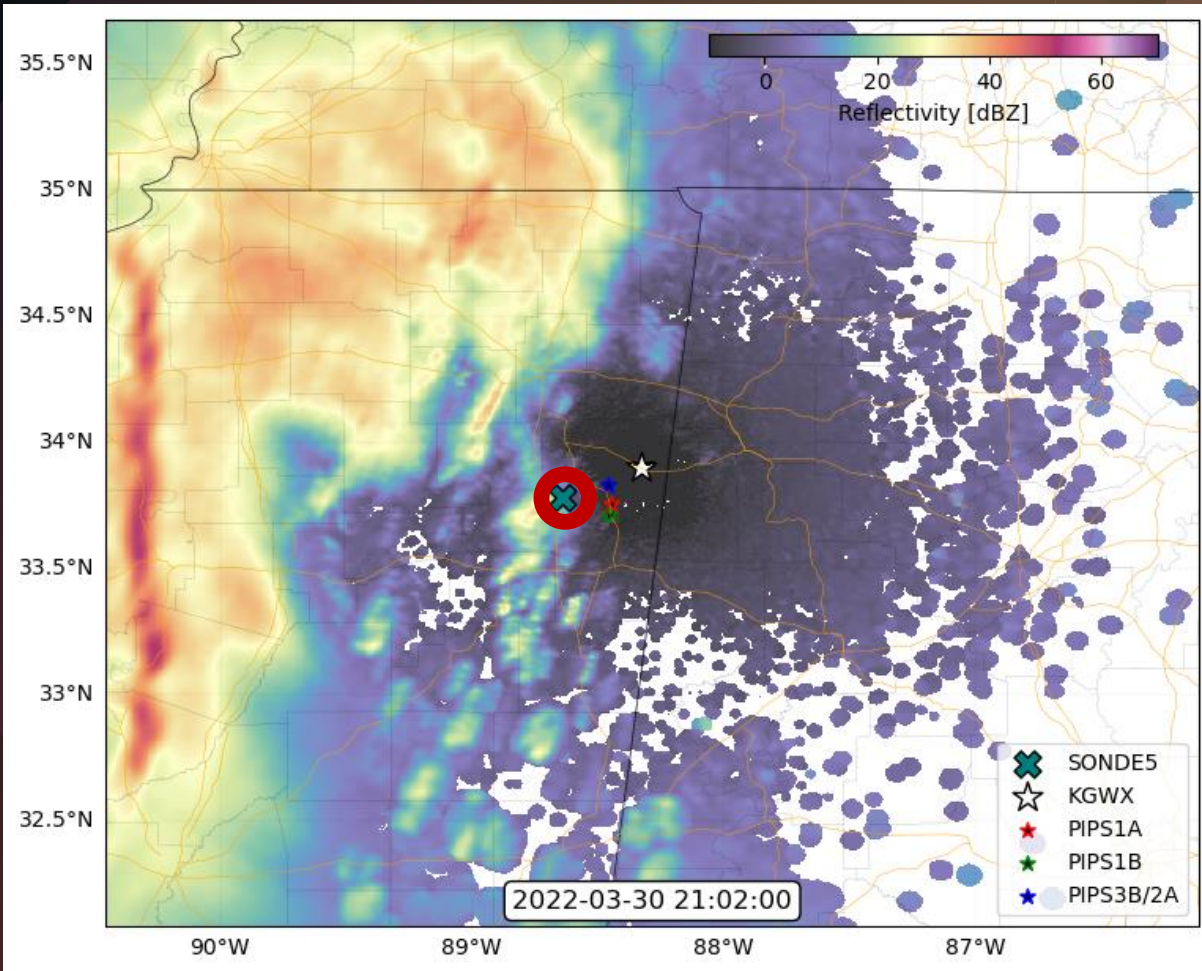 35.5°N
35°N
34.5°N
34°N
33.5°N
33°N
32.5°N
0 20 40 60
Reflectivity [dBZ]
SONDE5
KGWX
PIPS1A
PIPS1B
PIPS3B/2A
2022-03-30 21:02:00
90°W 89°W 88°W 87°W